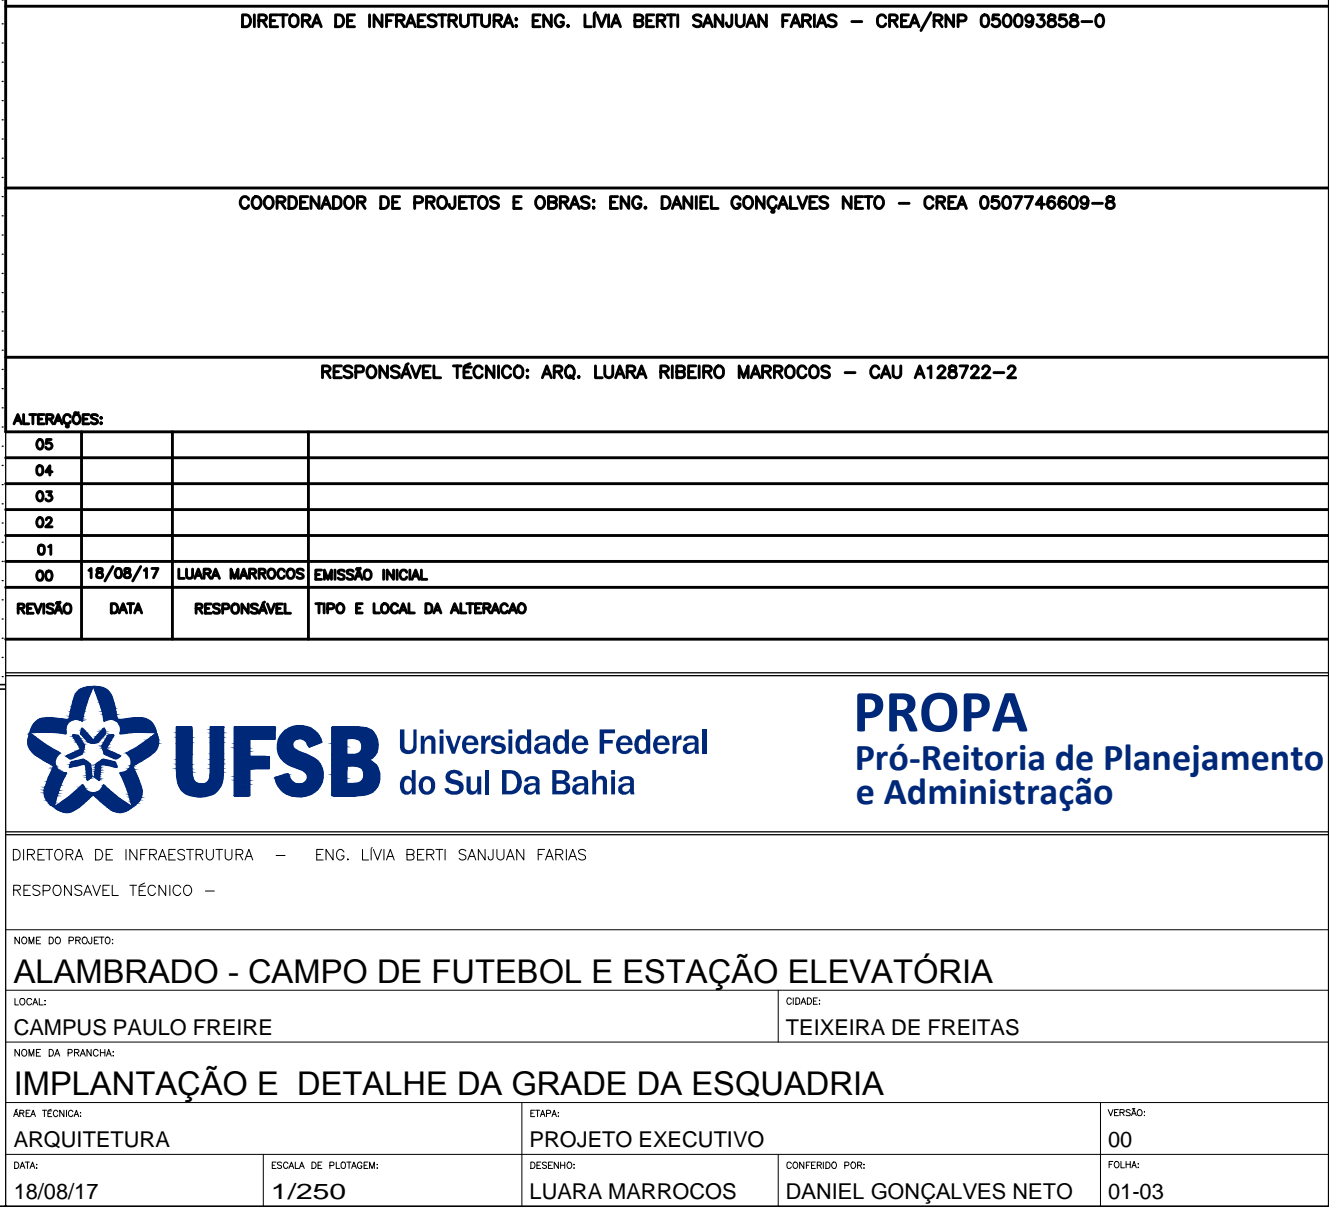 DIRETORA DE INFRAESTRUTURA: ENG. LÍVIA BERTI SANJUAN FARIAS – CREA/RNP 050093858–0
COORDENADOR DE PROJETOS E OBRAS: ENG. DANIEL GONÇALVES NETO – CREA 0507746609–8
RESPONSÁVEL TÉCNICO: ARQ. LUARA RIBEIRO MARROCOS – CAU A128722–2
ALTERAÇÕES:
05
04
03
02
01
00 18/08/17 LUARA MARROCOS EMISSÃO INICIAL
REVISÃO DATA RESPONSÁVEL TIPO E LOCAL DA ALTERACAO
UFSB
Universidade Federal
do Sul Da Bahia
PROPA
Pró-Reitoria de Planejamento
e Administração
DIRETORA DE INFRAESTRUTURA – ENG. LÍVIA BERTI SANJUAN FARIAS
RESPONSAVEL TÉCNICO –
NOME DO PROJETO:
ALAMBRADO - CAMPO DE FUTEBOL E ESTAÇÃO ELEVATÓRIA
LOCAL: CIDADE:
CAMPUS PAULO FREIRE TEIXEIRA DE FREITAS
NOME DA PRANCHA:
IMPLANTAÇÃO E DETALHE DA GRADE DA ESQUADRIA
ÁREA TÉCNICA: ETAPA: VERSÃO:
ARQUITETURA PROJETO EXECUTIVO 00
DATA: ESCALA DE PLOTAGEM: DESENHO: CONFERIDO POR: FOLHA:
18/08/17 1/250 LUARA MARROCOS DANIEL GONÇALVES NETO 01-03